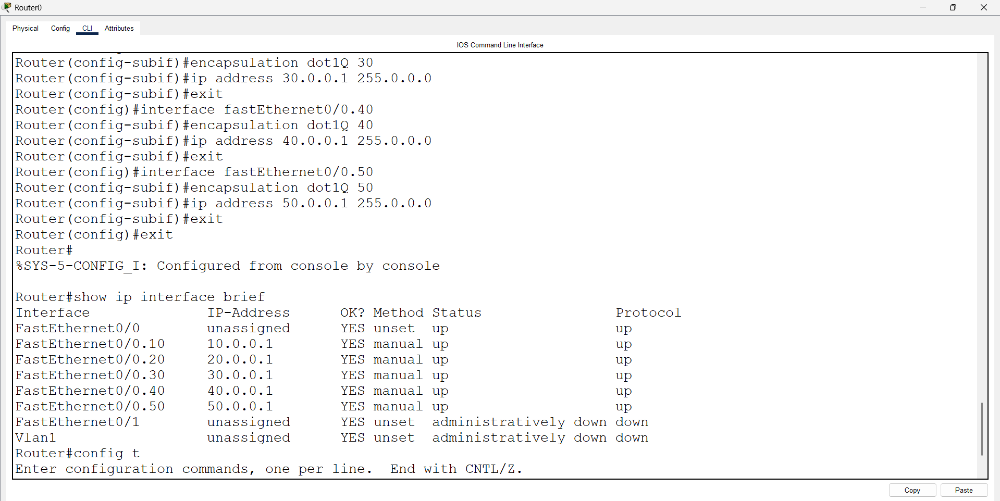 Router0
Physical Config CLI Attributes
IOS Command Line Interface
Router(config-subif)#encapsulation dot1Q 30
Router(config-subif)#ip address 30.0.0.1 255.0.0.0
Router(config-subif)#exit
Router(config)#interface fastEthernet0/0.40
Router(config-subif)#encapsulation dot1Q 40
Router(config-subif)#ip address 40.0.0.1 255.0.0.0
Router(config-subif)#exit
Router(config)#interface fastEthernet0/0.50
Router(config-subif)#encapsulation dot1Q 50
Router(config-subif)#ip address 50.0.0.1 255.0.0.0
Router(config-subif)#exit
Router(config)#exit
Router#
%SYS-5-CONFIG_I: Configured from console by console
Router#show ip interface brief
Interface IP-Address OK? Method Status Protocol
FastEthernet0/0 unassigned YES unset up up
FastEthernet0/0.10 10.0.0.1 YES manual up up
FastEthernet0/0.20 20.0.0.1 YES manual up up
FastEthernet0/0.30 30.0.0.1 YES manual up up
FastEthernet0/0.40 40.0.0.1 YES manual up up
FastEthernet0/0.50 50.0.0.1 YES manual up up
FastEthernet0/1 unassigned YES unset administratively down down
Vlan1 unassigned YES unset administratively down down
Router#config t
Enter configuration commands, one per line. End with CNTL/Z.
Copy Paste